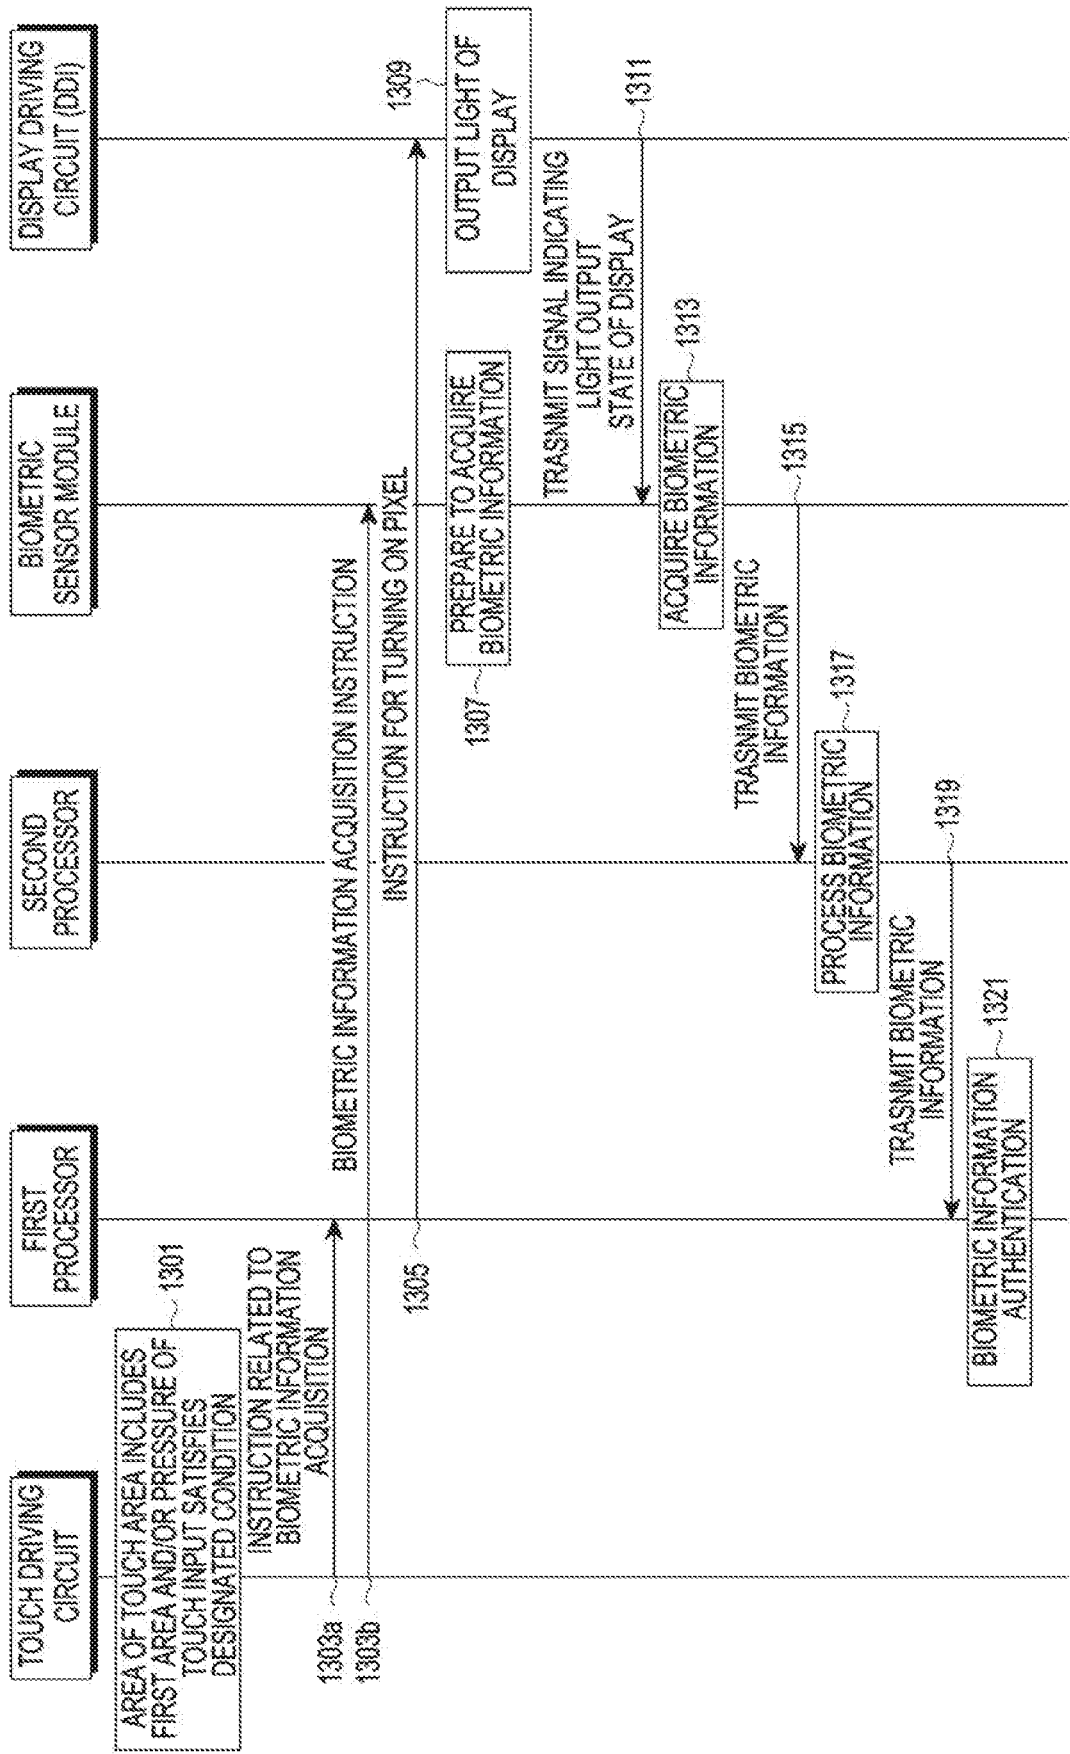 TOUCH DRIVING
CIRCUIT
FIRST
PROCESSOR
SECOND
PROCESSOR
BIOMETRIC
SENSOR MODULE
DISPLAY DRIVING
CIRCUIT (DDI)
AREA OF TOUCH AREA INCLUDES
FIRST AREA AND/OR PRESSURE OF
TOUCH INPUT SATISFIES
DESIGNATED CONDITION
1301
INSTRUCTION RELATED TO
BIOMETRIC INFORMATION
ACQUISITION
1303a
BIOMETRIC INFORMATION ACQUISITION INSTRUCTION
1303b
INSTRUCTION FOR TURNING ON PIXEL
1305
PREPARE TO ACQUIRE
BIOMETRIC INFORMATION
1307
OUTPUT LIGHT OF
DISPLAY
1309
TRASNMIT SIGNAL INDICATING
LIGHT OUTPUT
STATE OF DISPLAY
1311
ACQUIRE BIOMETRIC
INFORMATION
1313
TRASNMIT BIOMETRIC
INFORMATION
1315
PROCESS BIOMETRIC
INFORMATION
1317
TRASNMIT BIOMETRIC
INFORMATION
1319
BIOMETRIC INFORMATION
AUTHENTICATION
1321